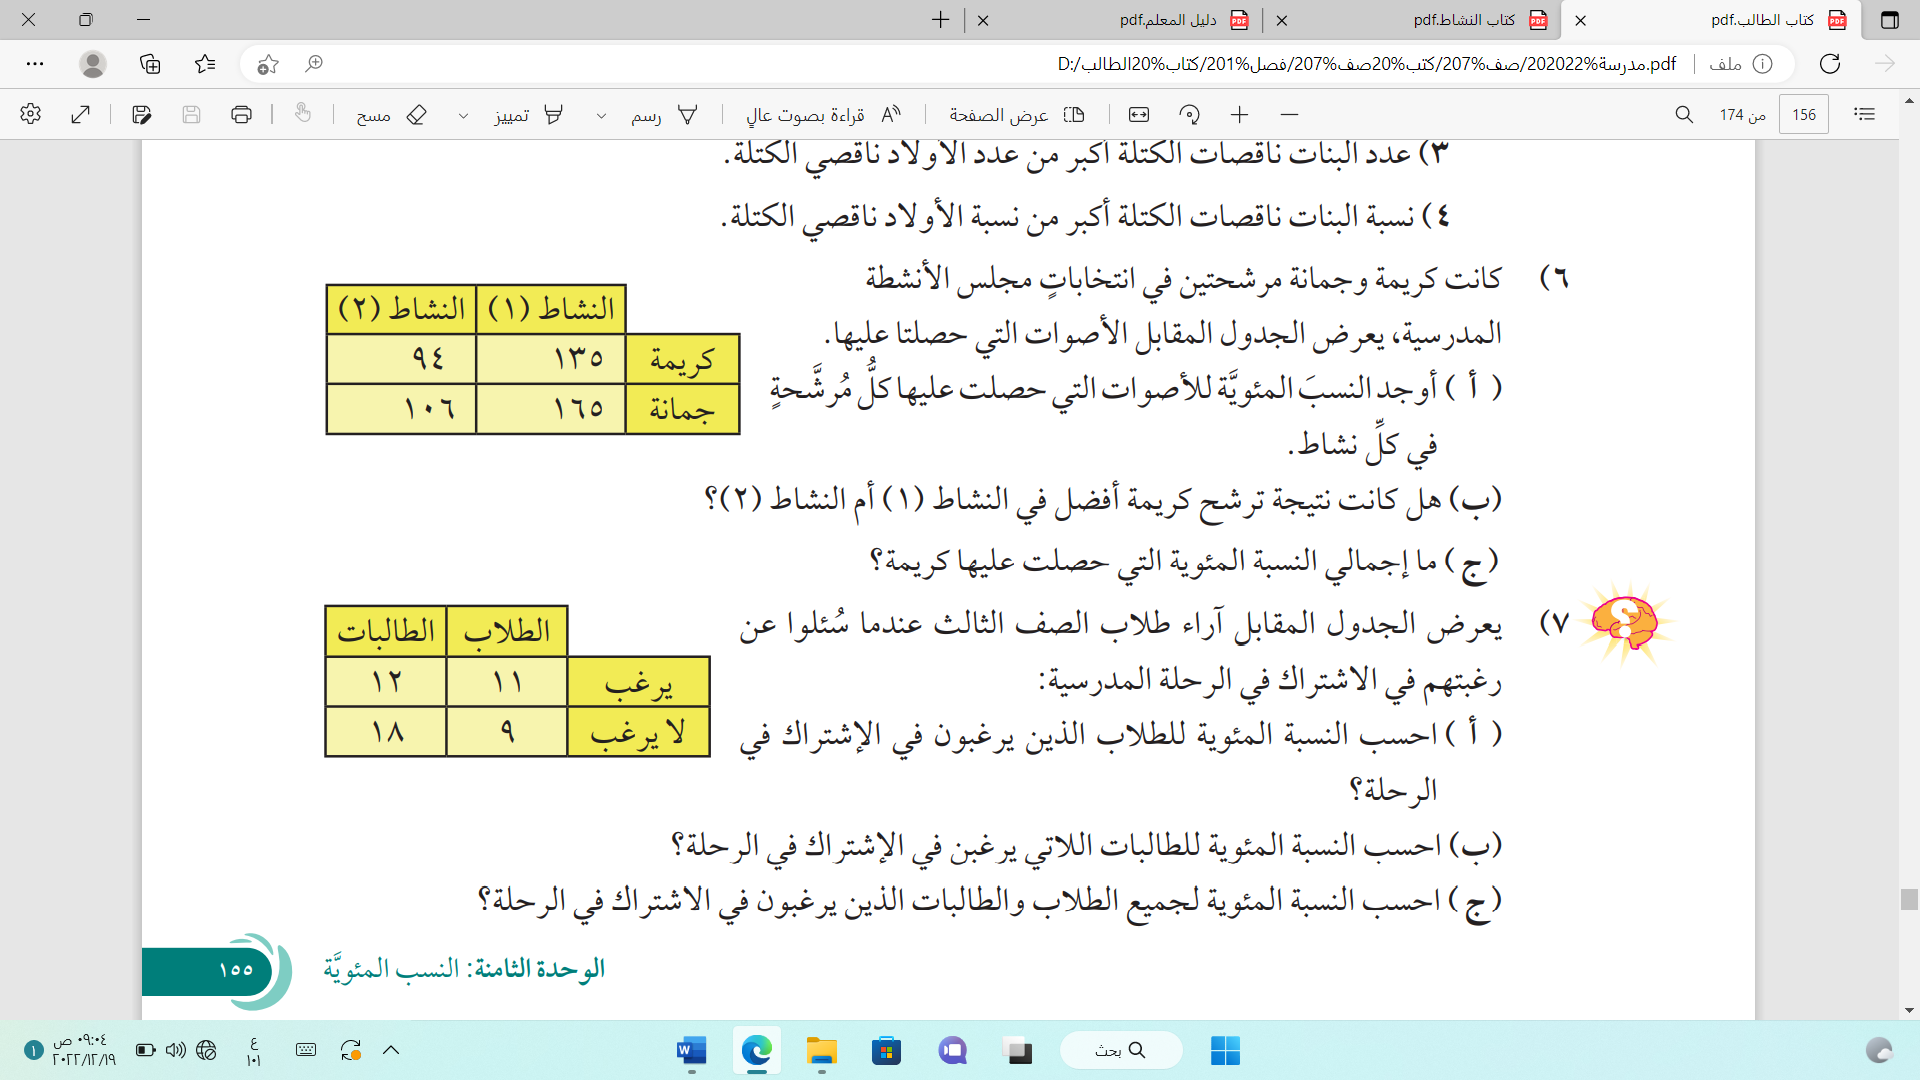 كتاب الطالب.pdf
كتاب النشاط.pdf
دليل المعلم.pdf
ملف
D:/مدرسة%202022/صف%207/كتب%20صف%207/فصل%201/كتاب%20الطالب.pdf
156 من 174
عرض الصفحة
قراءة بصوت عالٍ
رسم
تمييز
مسح
٣) عدد البنات ناقصات الكتلة أكبر من عدد الأولاد ناقصي الكتلة.
٤) نسبة البنات ناقصات الكتلة أكبر من نسبة الأولاد ناقصي الكتلة.
٦) كانت كريمة وجمانة مرشحتين في انتخاباتٍ مجلس الأنشطة
المدرسية، يعرض الجدول المقابل الأصوات التي حصلتا عليها.
( أ ) أوجد النسبَ المئويَّة للأصوات التي حصلت عليها كلُّ مُرشَّحةٍ
في كلِّ نشاط.
النشاط (١) النشاط (٢)
كريمة ١٣٥ ٩٤
جمانة ١٦٥ ١٠٦
(ب) هل كانت نتيجة ترشح كريمة أفضل في النشاط (١) أم النشاط (٢)؟
(ج) ما إجمالي النسبة المئوية التي حصلت عليها كريمة؟
٧) يعرض الجدول المقابل آراء طلاب الصف الثالث عندما سُئلوا عن
رغبتهم في الاشتراك في الرحلة المدرسية:
الطلاب الطالبات
يرغب ١١ ١٢
لا يرغب ٩ ١٨
( أ ) احسب النسبة المئوية للطلاب الذين يرغبون في الإشتراك في
الرحلة؟
(ب) احسب النسبة المئوية للطالبات اللاتي يرغبن في الإشتراك في الرحلة؟
(ج) احسب النسبة المئوية لجميع الطلاب والطالبات الذين يرغبون في الاشتراك في الرحلة؟
الوحدة الثامنة: النسب المئويَّة
١٥٥
بحث
ع
١٠١
٠٩:٠٤ ص
٢٠٢٢/١٢/١٩
١